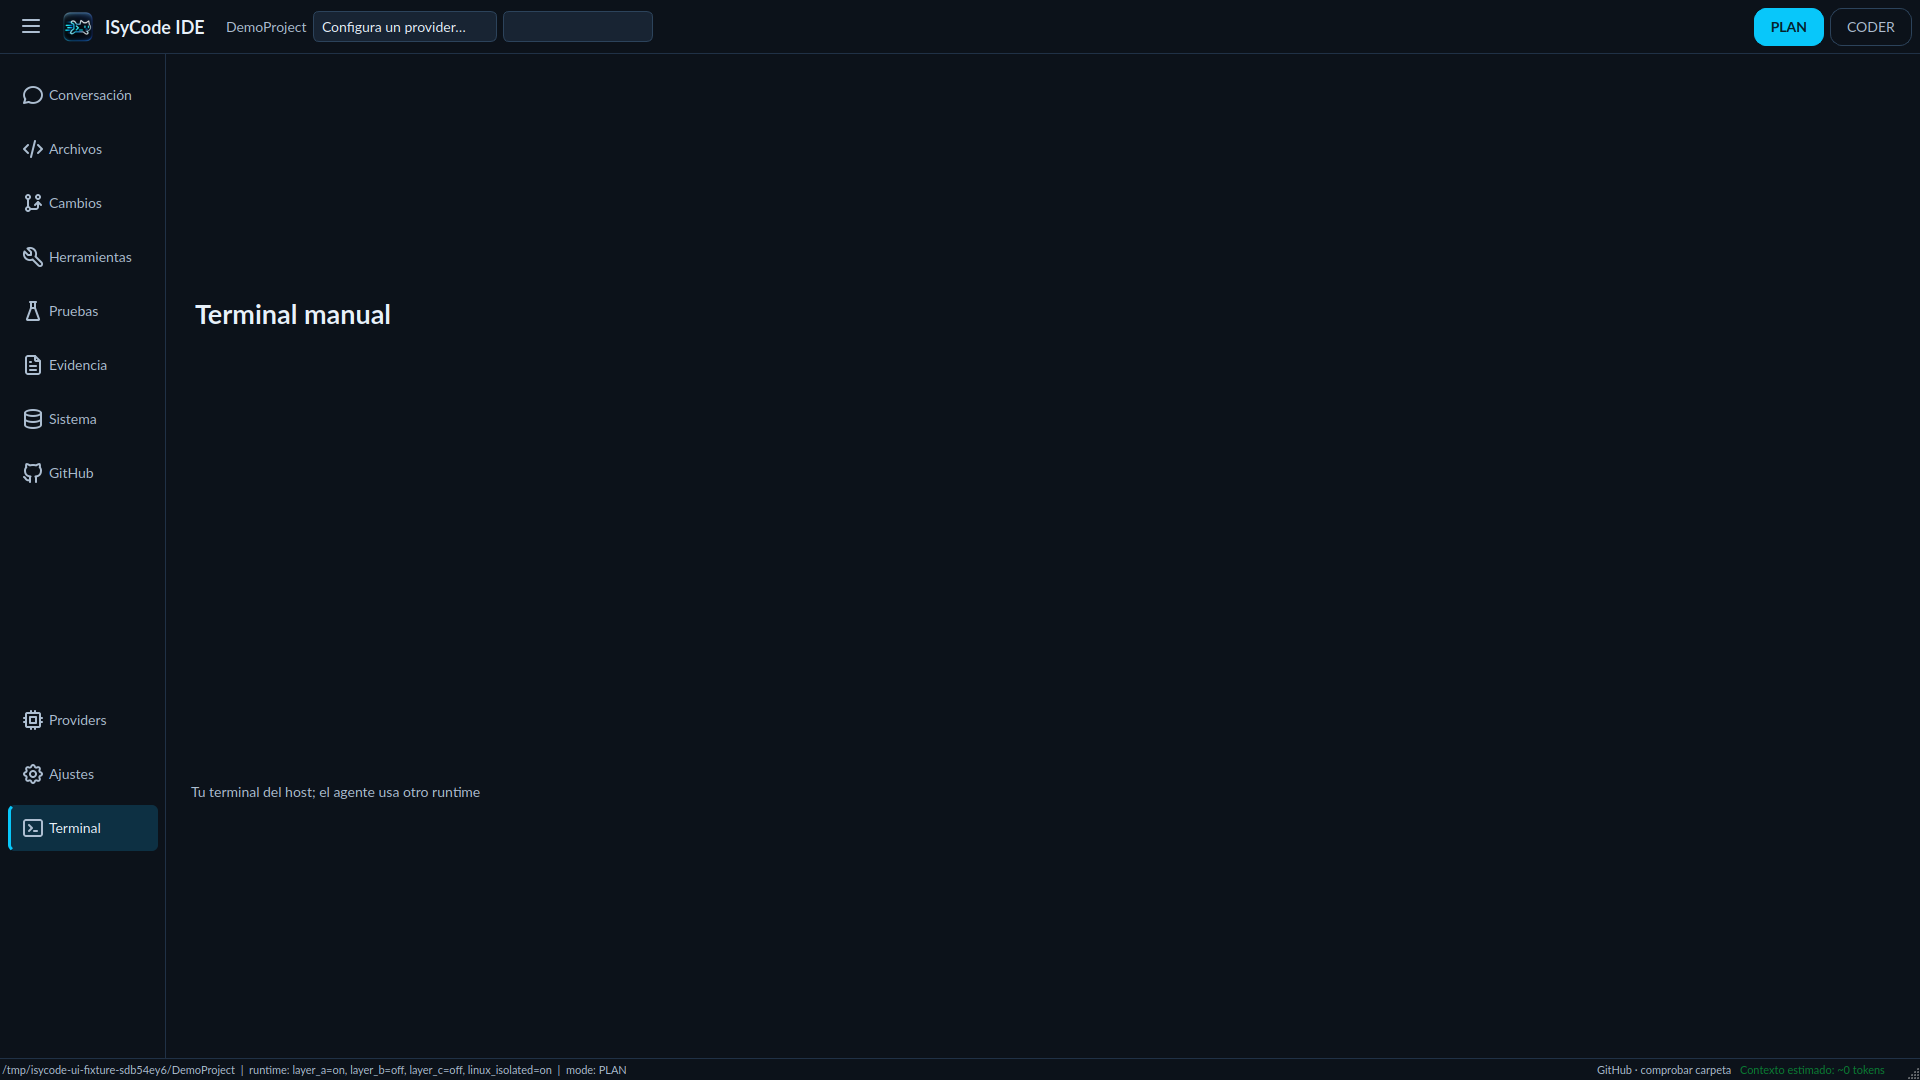 ISyCode IDE DemoProject Configura un provider... PLAN CODER
Conversación
Archivos
Cambios
Herramientas
Pruebas
Evidencia
Sistema
GitHub
Terminal manual
Providers
Ajustes
Tu terminal del host; el agente usa otro runtime
Terminal
/tmp/isycode-ui-fixture-sdb54ey6/DemoProject | runtime: layer_a=on, layer_b=off, layer_c=off, linux_isolated=on | mode: PLAN GitHub · comprobar carpeta Contexto estimado: ~0 tokens